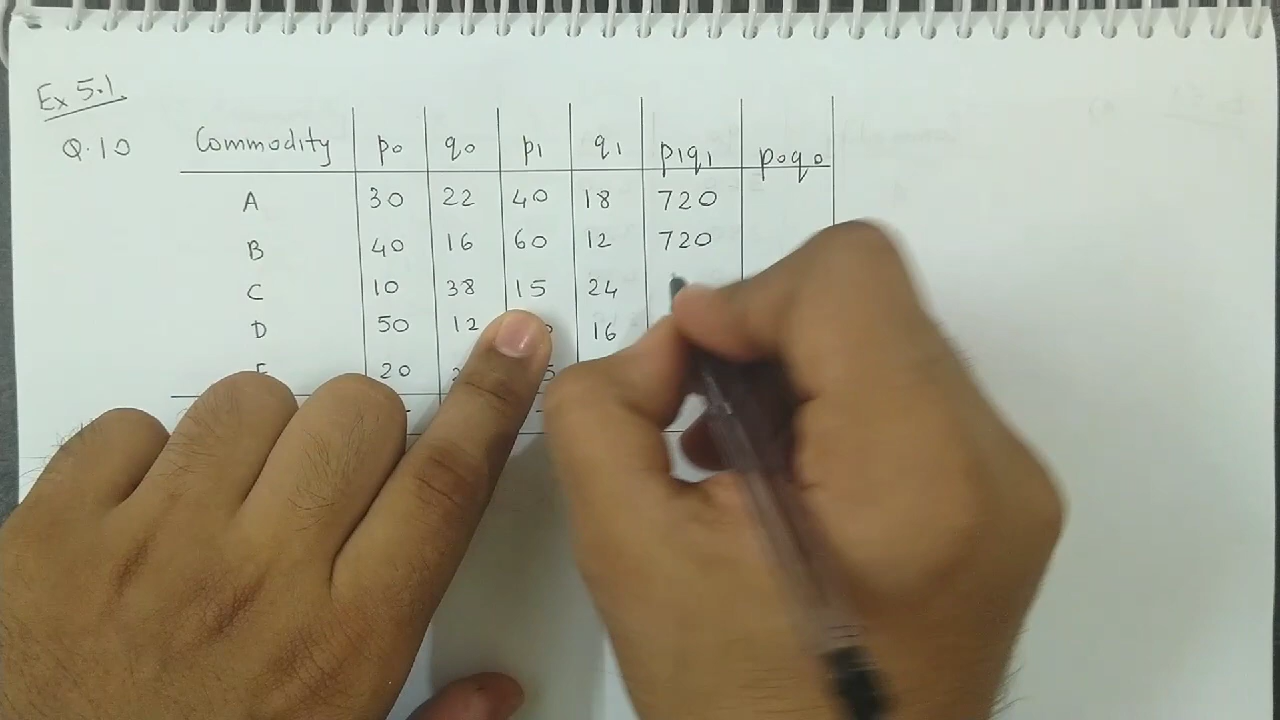 Ex 5.1
Q.10 Commodity p₀ q₀ p₁ q₁ p₁q₁ p₀q₀
A 30 22 40 18 720
B 40 16 60 12 720
C 10 38 15 24
D 50 12 16
20